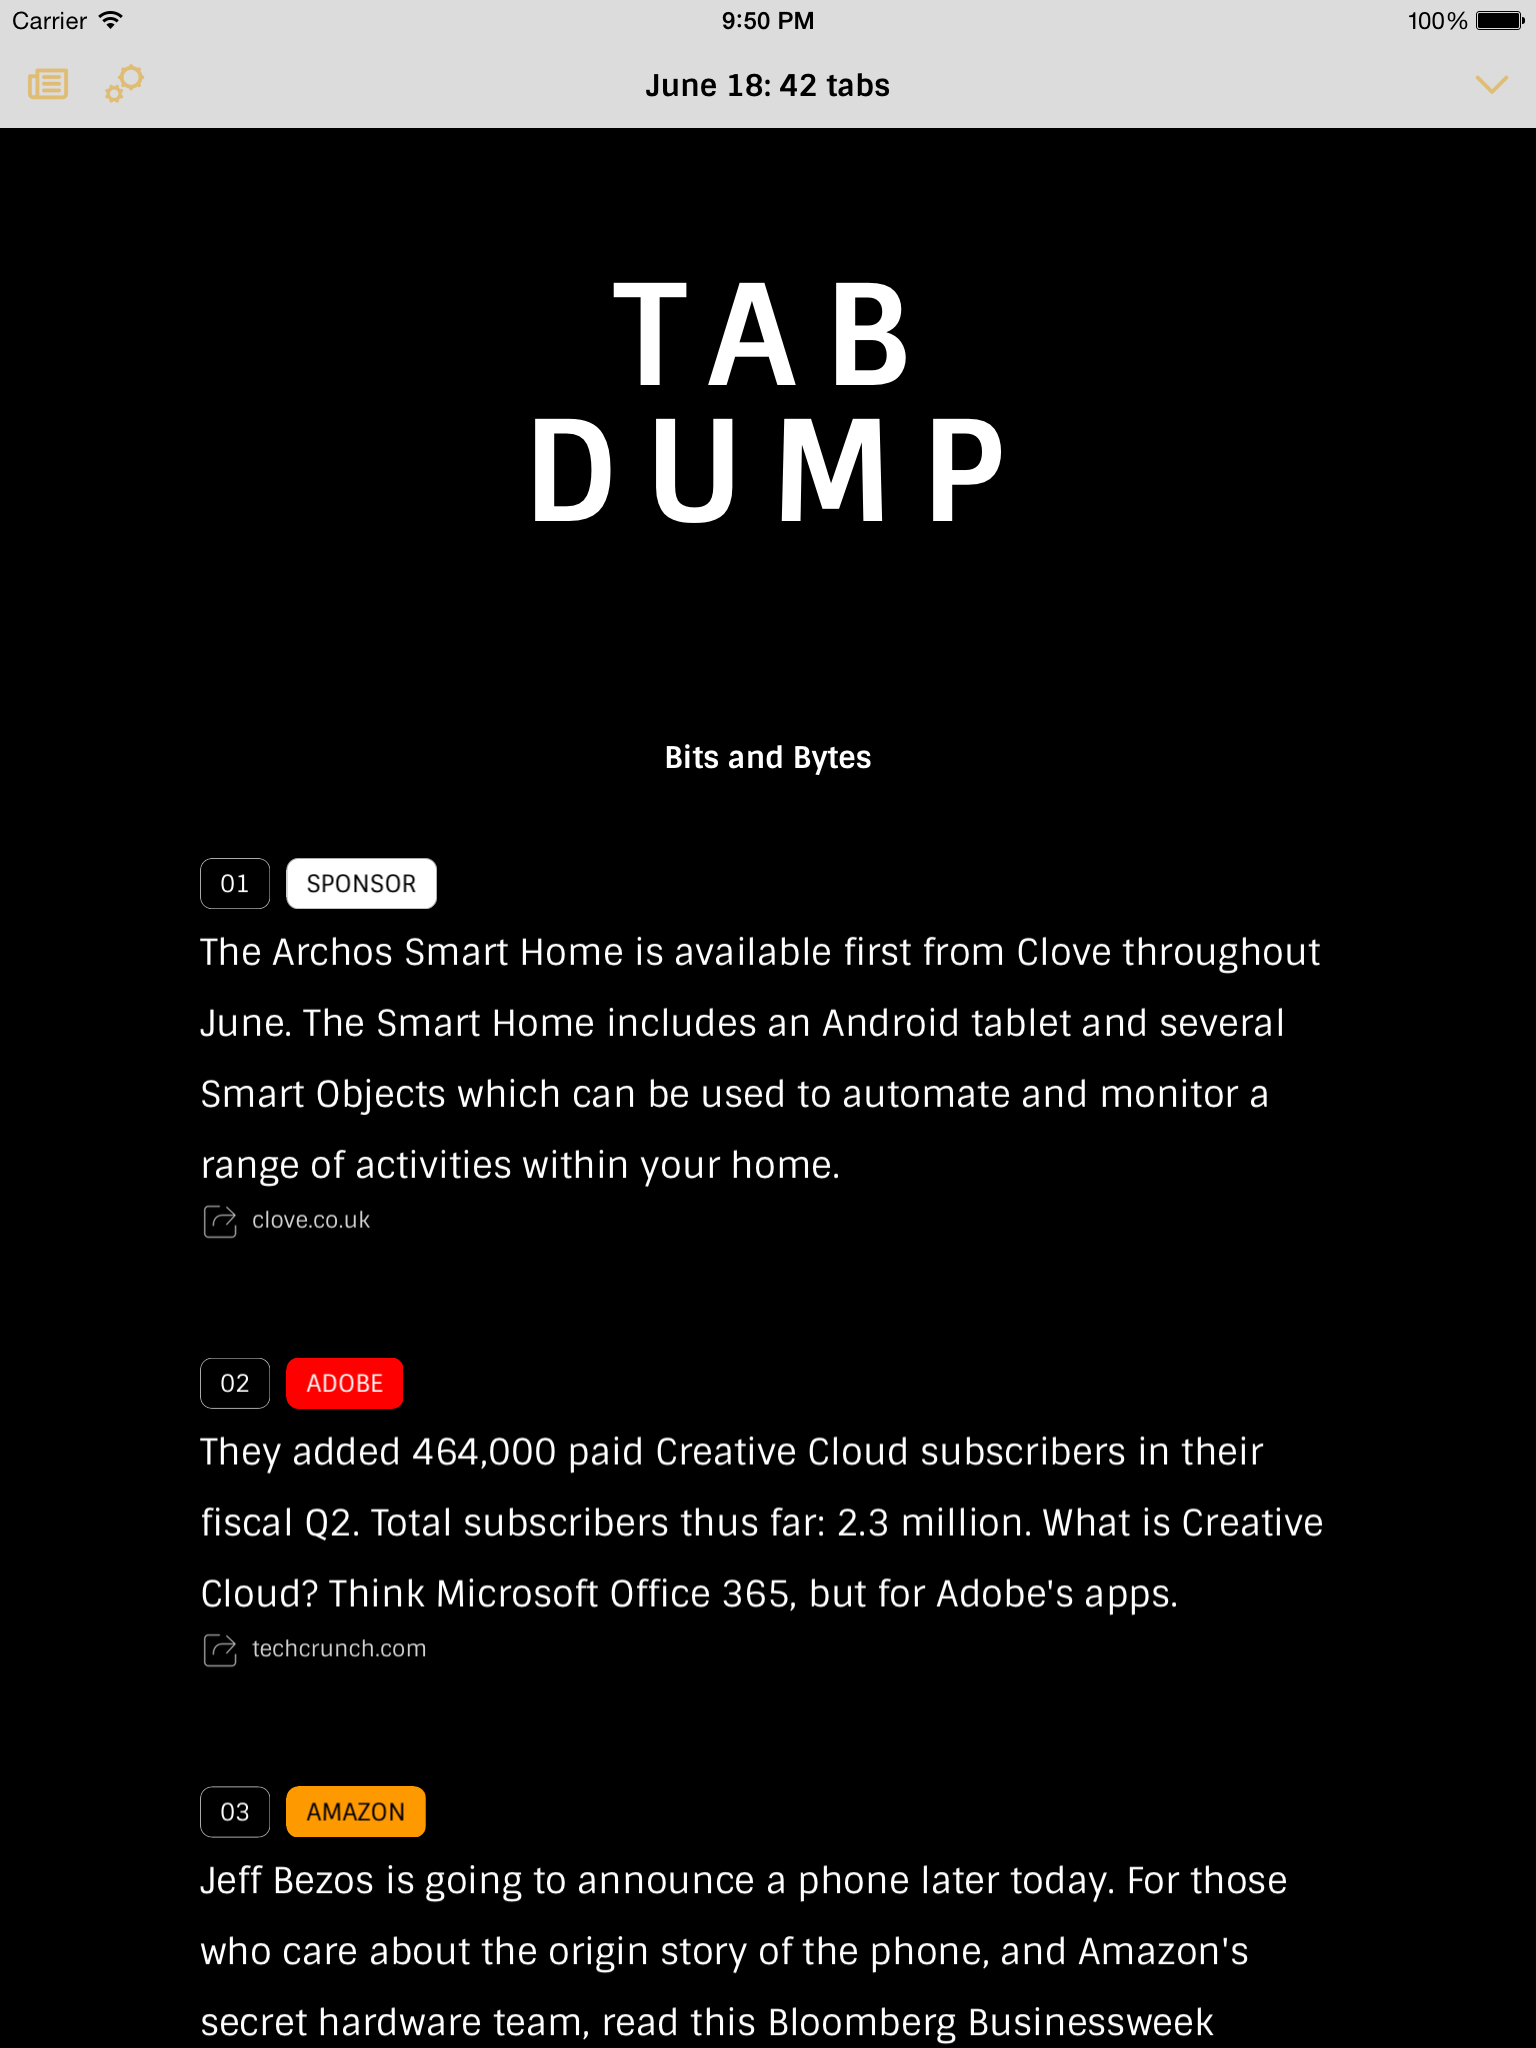 Carrier 9:50 PM 100%
June 18: 42 tabs
TAB
DUMP
Bits and Bytes
01 SPONSOR
The Archos Smart Home is available first from Clove throughout
June. The Smart Home includes an Android tablet and several
Smart Objects which can be used to automate and monitor a
range of activities within your home.
clove.co.uk
02 ADOBE
They added 464,000 paid Creative Cloud subscribers in their
fiscal Q2. Total subscribers thus far: 2.3 million. What is Creative
Cloud? Think Microsoft Office 365, but for Adobe's apps.
techcrunch.com
03 AMAZON
Jeff Bezos is going to announce a phone later today. For those
who care about the origin story of the phone, and Amazon's
secret hardware team, read this Bloomberg Businessweek